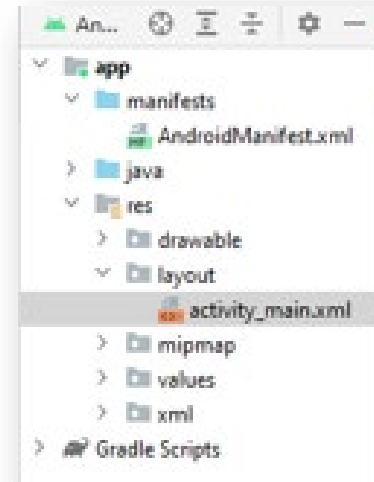 An...
app
manifests
AndroidManifest.xml
java
res
drawable
layout
activity_main.xml
mipmap
values
xml
Gradle Scripts